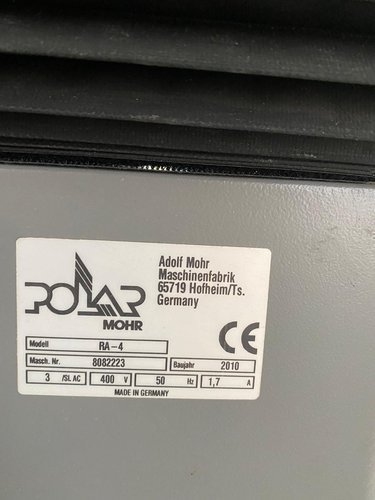 POLAR
MOHR
Adolf Mohr
Maschinenfabrik
65719 Hofheim/Ts.
Germany
CE
Modell RA-4
Masch. Nr. 8082223 Baujahr 2010
3 /St. AC 400 V 50 Hz 1,7 A
MADE IN GERMANY